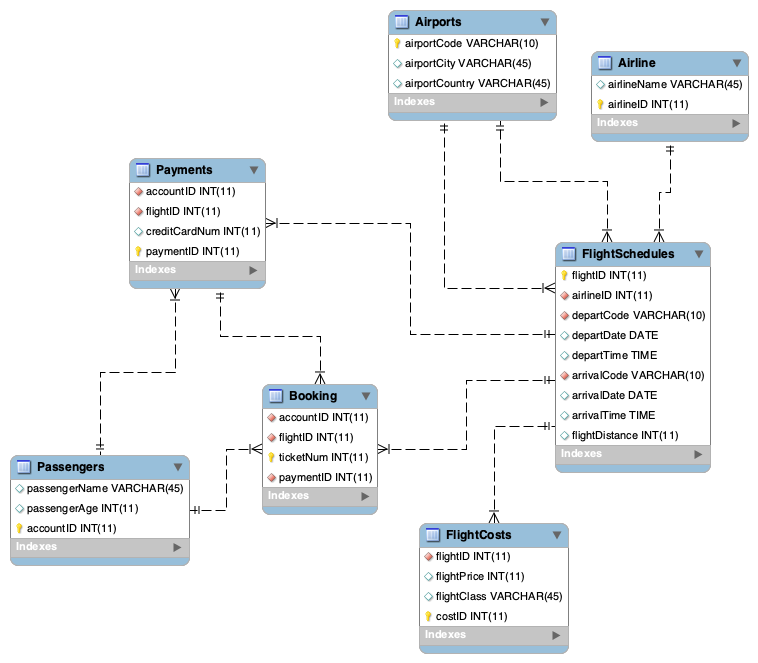 Airports
airportCode VARCHAR(10)
airportCity VARCHAR(45)
airportCountry VARCHAR(45)
Indexes
Airline
airlineName VARCHAR(45)
airlineID INT(11)
Indexes
Payments
accountID INT(11)
flightID INT(11)
creditCardNum INT(11)
paymentID INT(11)
Indexes
FlightSchedules
flightID INT(11)
airlineID INT(11)
departCode VARCHAR(10)
departDate DATE
departTime TIME
arrivalCode VARCHAR(10)
arrivalDate DATE
arrivalTime TIME
flightDistance INT(11)
Indexes
Booking
accountID INT(11)
flightID INT(11)
ticketNum INT(11)
paymentID INT(11)
Indexes
Passengers
passengerName VARCHAR(45)
passengerAge INT(11)
accountID INT(11)
Indexes
FlightCosts
flightID INT(11)
flightPrice INT(11)
flightClass VARCHAR(45)
costID INT(11)
Indexes